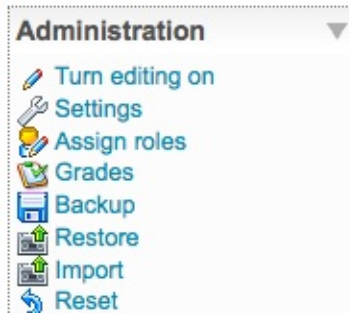 Administration
Turn editing on
Settings
Assign roles
Grades
Backup
Restore
Import
Reset